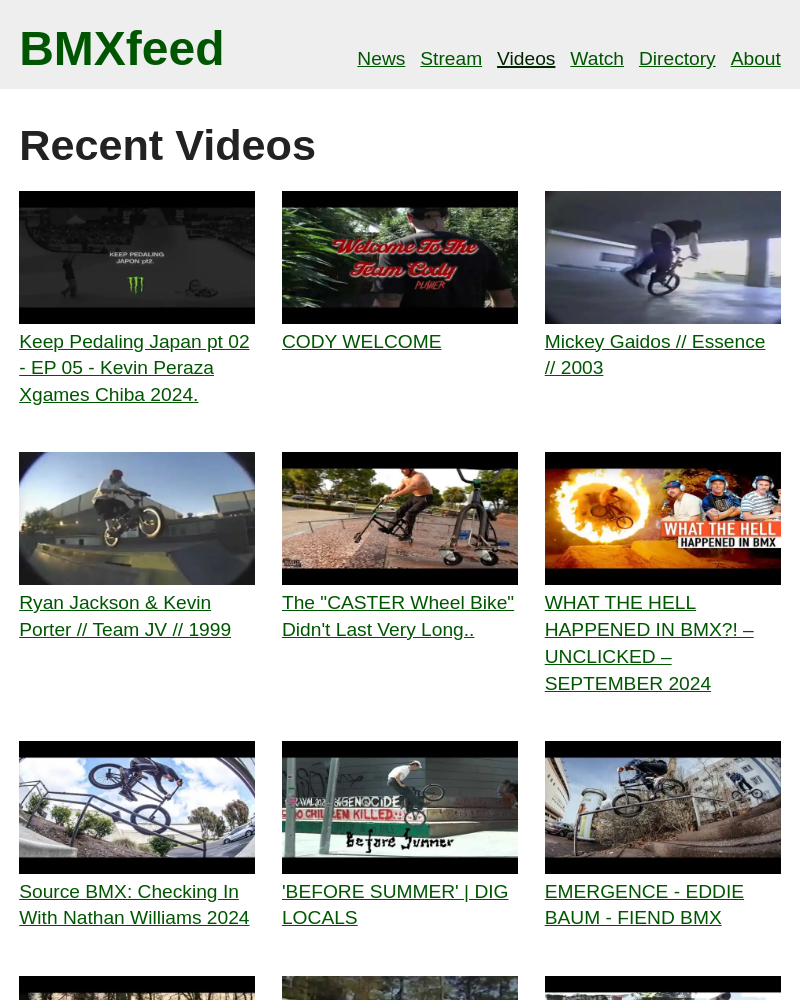 BMXfeed
News Stream Videos Watch Directory About
Recent Videos
KEEP PEDALING
JAPON pt2.
Welcome To The
Team Cody
Keep Pedaling Japan pt 02
- EP 05 - Kevin Peraza
Xgames Chiba 2024.
CODY WELCOME
Mickey Gaidos // Essence
// 2003
WHAT THE HELL
HAPPENED IN BMX
Ryan Jackson & Kevin
Porter // Team JV // 1999
The "CASTER Wheel Bike"
Didn't Last Very Long..
WHAT THE HELL
HAPPENED IN BMX?! –
UNCLICKED –
SEPTEMBER 2024
GENOCIDE
CHILDREN KILLED
Before Summer
Source BMX: Checking In
With Nathan Williams 2024
'BEFORE SUMMER' | DIG
LOCALS
EMERGENCE - EDDIE
BAUM - FIEND BMX